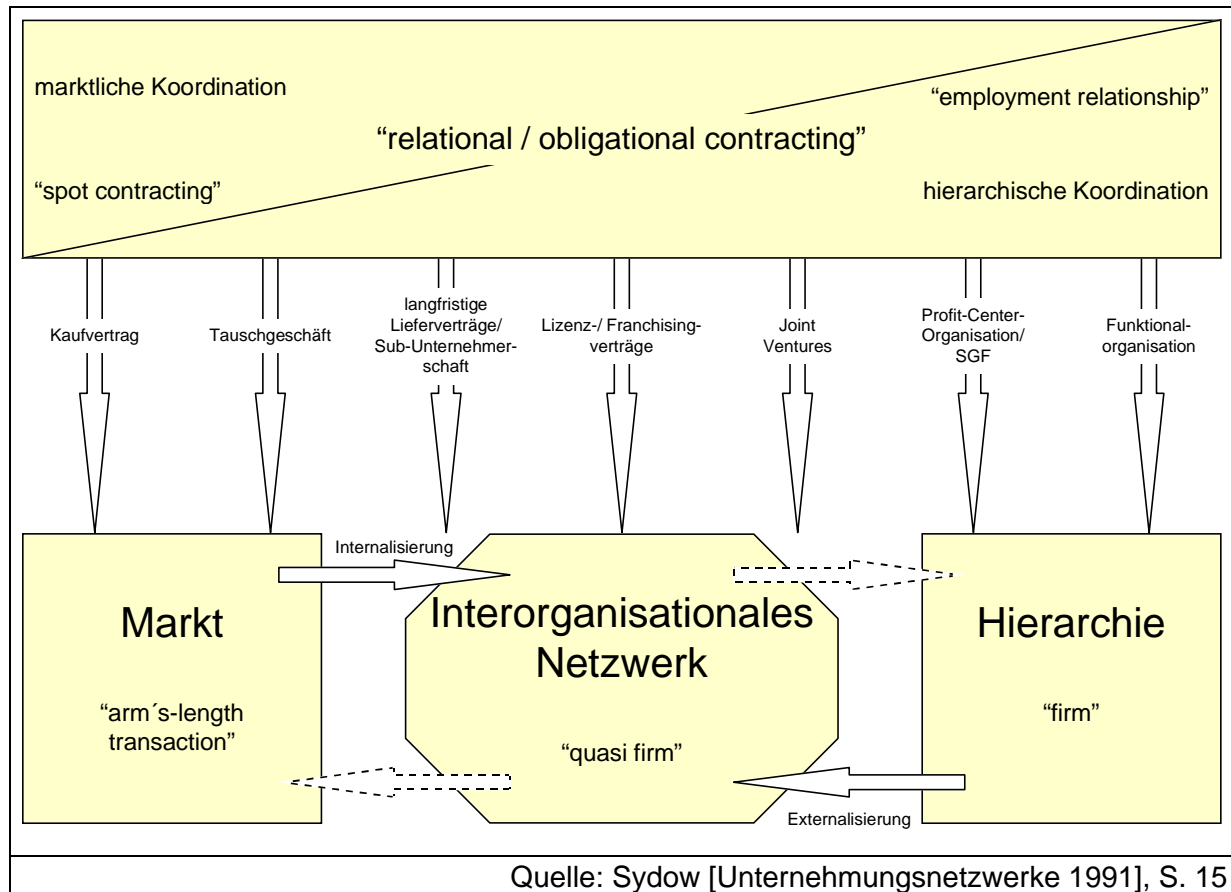 marktliche Koordination
“employment relationship”
“relational / obligational contracting”
“spot contracting”
hierarchische Koordination
Kaufvertrag
Tauschgeschäft
langfristige
Lieferverträge/
Sub-Unternehmer-
schaft
Lizenz-/ Franchising-
verträge
Joint
Ventures
Profit-Center-
Organisation/
SGF
Funktional-
organisation
Internalisierung
Markt
“arm´s-length
transaction”
Interorganisationales
Netzwerk
“quasi firm”
Hierarchie
“firm”
Externalisierung
Quelle: Sydow [Unternehmungsnetzwerke 1991], S. 15